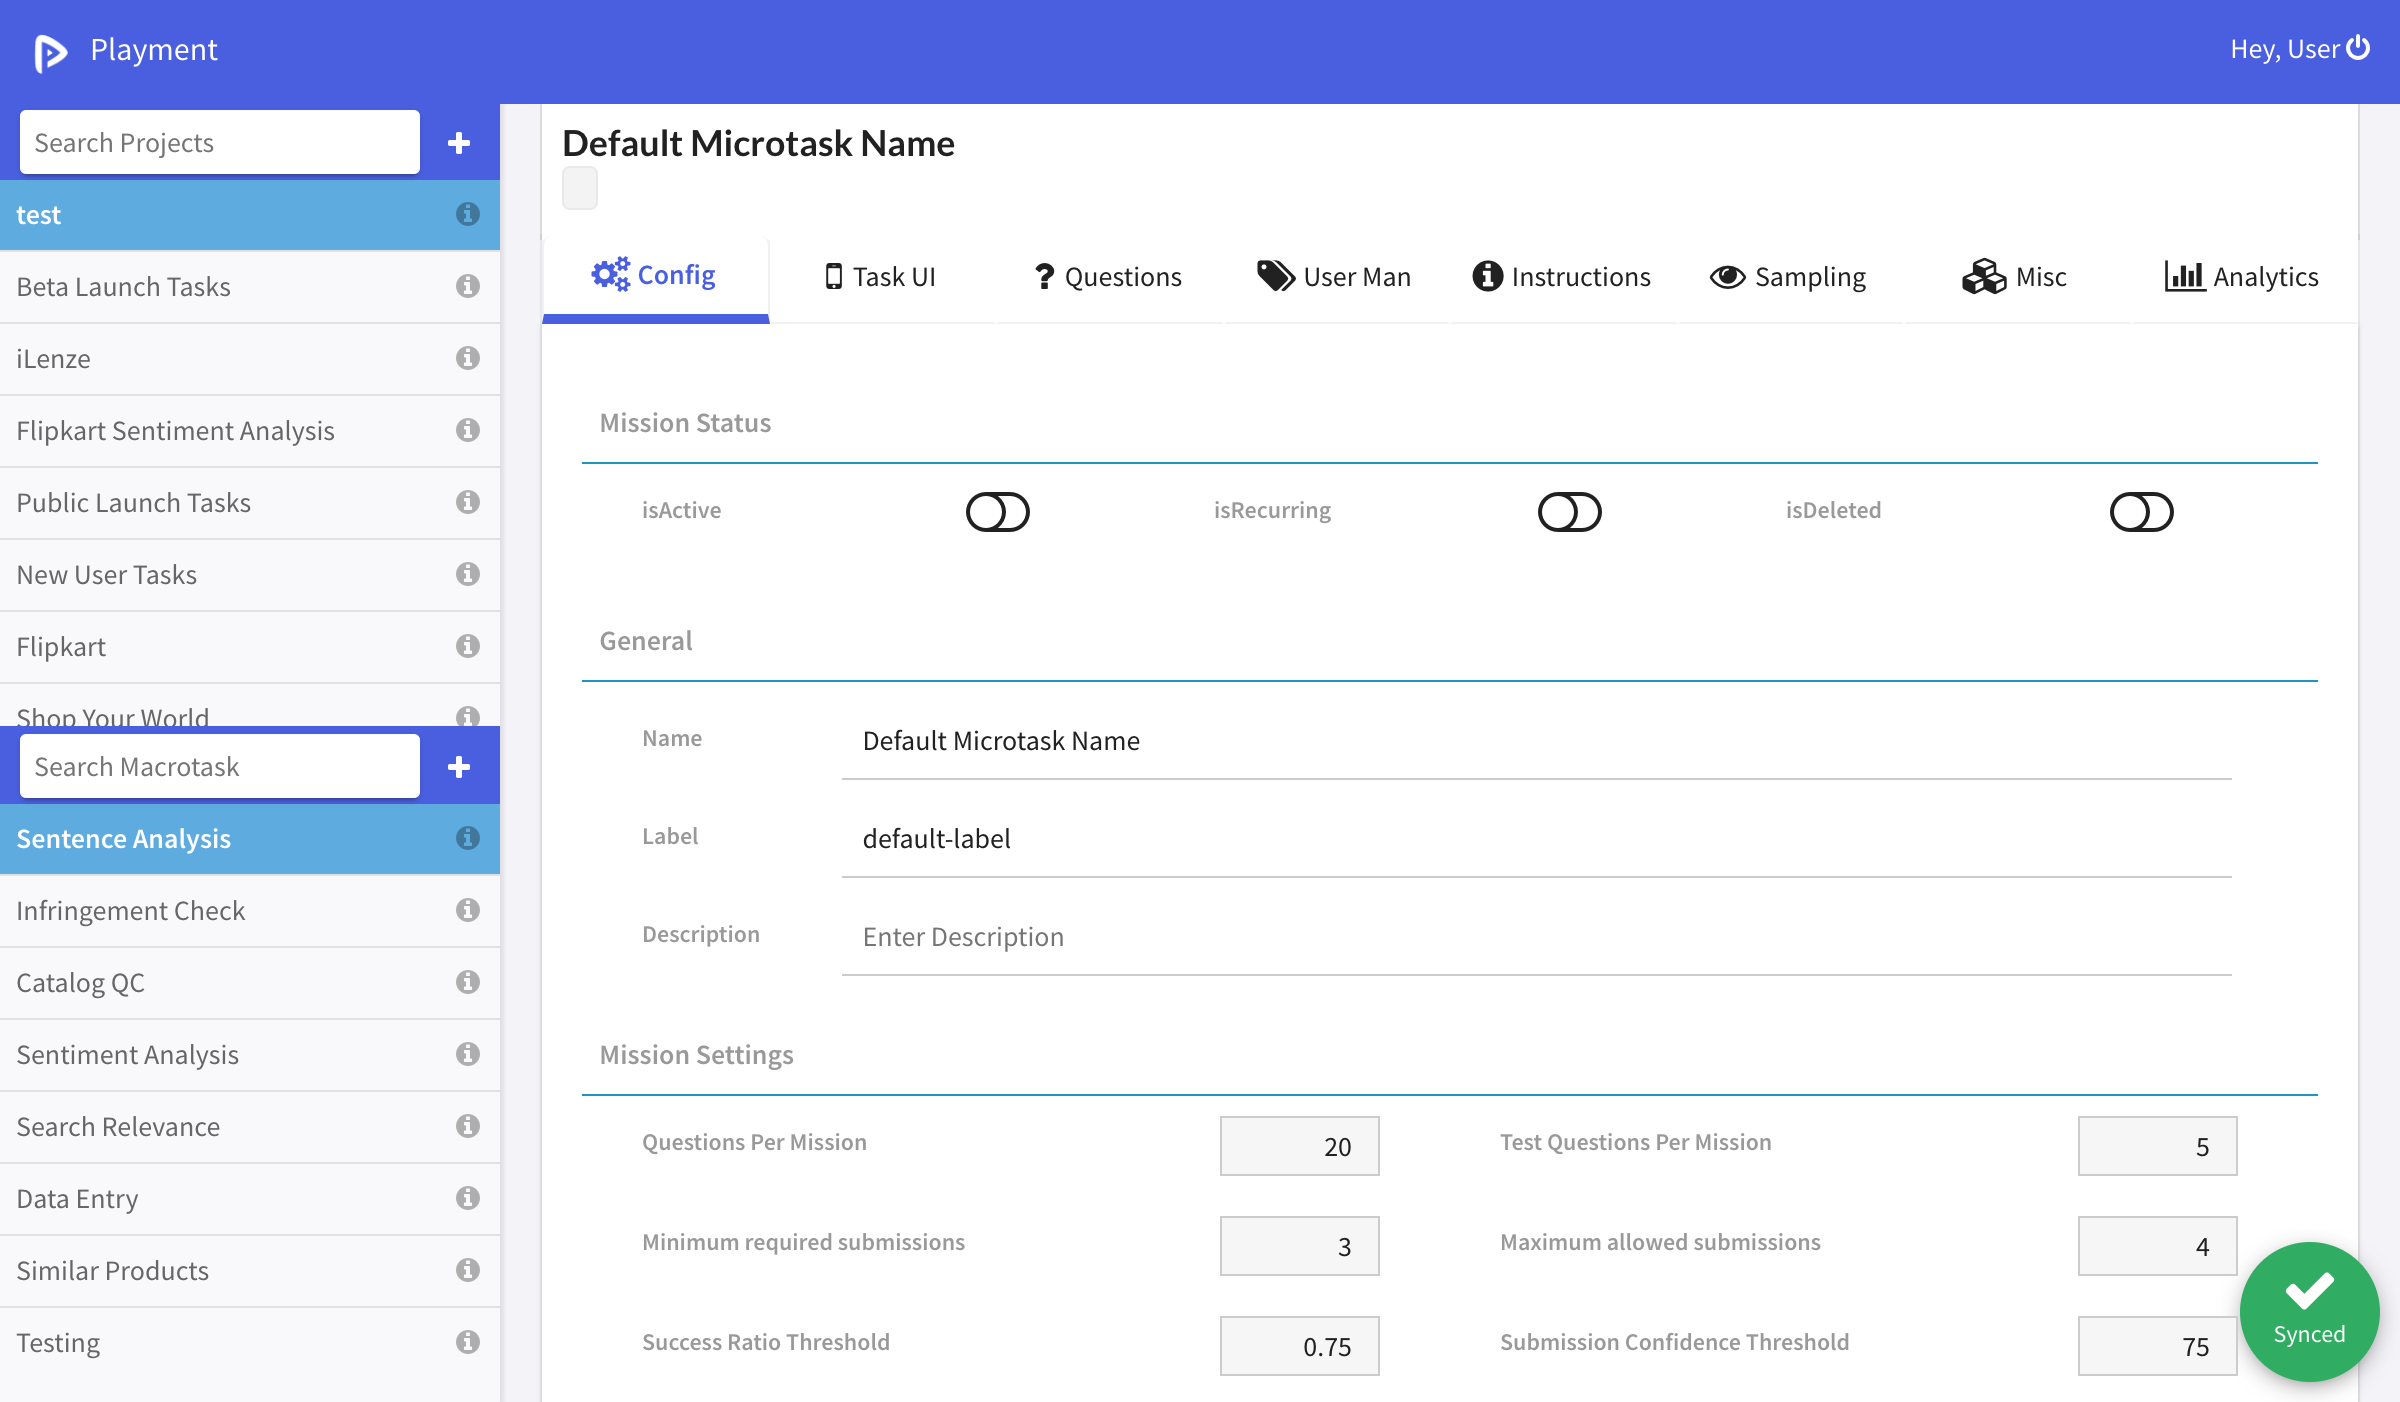 Playment
Hey, User
Search Projects
test
Beta Launch Tasks
iLenze
Flipkart Sentiment Analysis
Public Launch Tasks
New User Tasks
Flipkart
Shop Your World
Search Macrotask
Sentence Analysis
Infringement Check
Catalog QC
Sentiment Analysis
Search Relevance
Data Entry
Similar Products
Testing
Default Microtask Name
Config
Task UI
Questions
User Man
Instructions
Sampling
Misc
Analytics
Mission Status
isActive
isRecurring
isDeleted
General
Name
Default Microtask Name
Label
default-label
Description
Enter Description
Mission Settings
Questions Per Mission
20
Test Questions Per Mission
5
Minimum required submissions
3
Maximum allowed submissions
4
Success Ratio Threshold
0.75
Submission Confidence Threshold
75
Synced